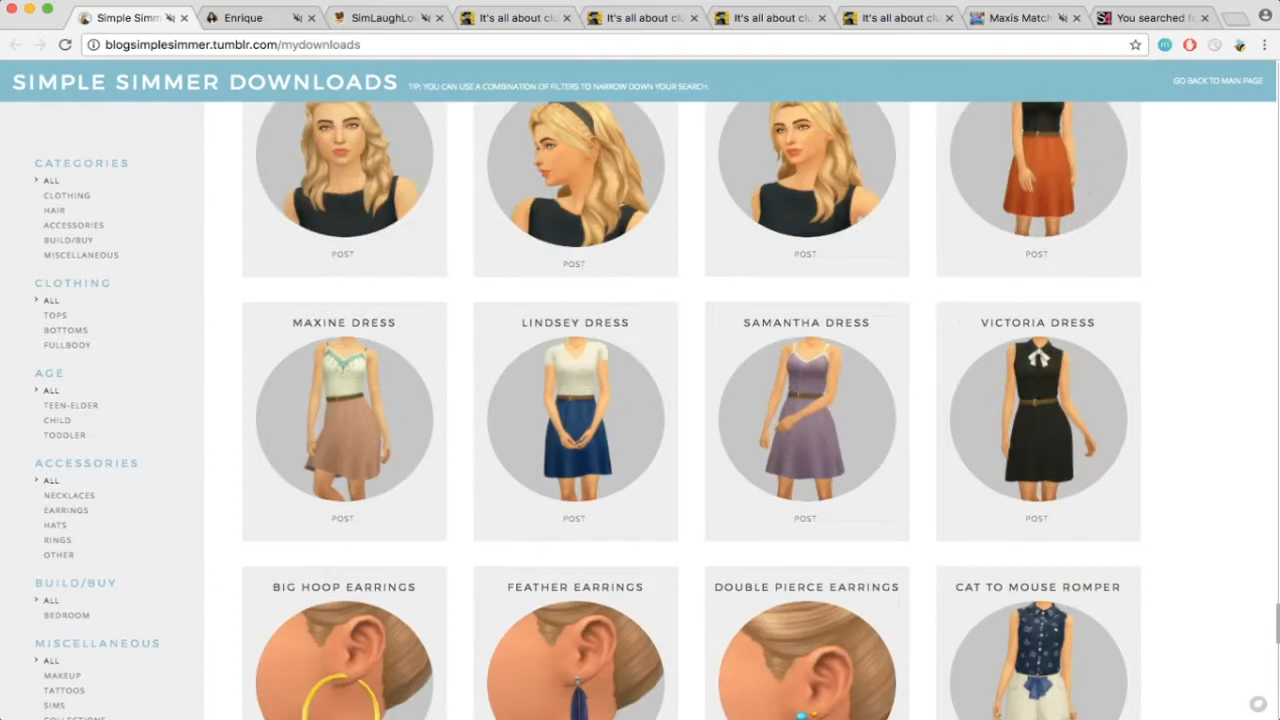 Simple Simm
Enrique
SimLaughLo
It's all about cl
It's all about cl
It's all about cl
It's all about cl
Maxis Match
You searched fo
blogsimplesimmer.tumblr.com/mydownloads
SIMPLE SIMMER DOWNLOADS
TIP: YOU CAN USE A COMBINATION OF FILTERS TO NARROW DOWN YOUR SEARCH.
GO BACK TO MAIN PAGE
CATEGORIES
ALL
CLOTHING
HAIR
ACCESSORIES
BUILD/BUY
MISCELLANEOUS
CLOTHING
ALL
TOPS
BOTTOMS
FULLBODY
AGE
ALL
TEEN-ELDER
CHILD
TODDLER
ACCESSORIES
ALL
NECKLACES
EARRINGS
HATS
RINGS
OTHER
BUILD/BUY
ALL
BEDROOM
MISCELLANEOUS
ALL
MAKEUP
TATTOOS
SIMS
COLLECTIONS
POST
POST
POST
POST
MAXINE DRESS
LINDSEY DRESS
SAMANTHA DRESS
VICTORIA DRESS
POST
POST
POST
POST
BIG HOOP EARRINGS
FEATHER EARRINGS
DOUBLE PIERCE EARRINGS
CAT TO MOUSE ROMPER